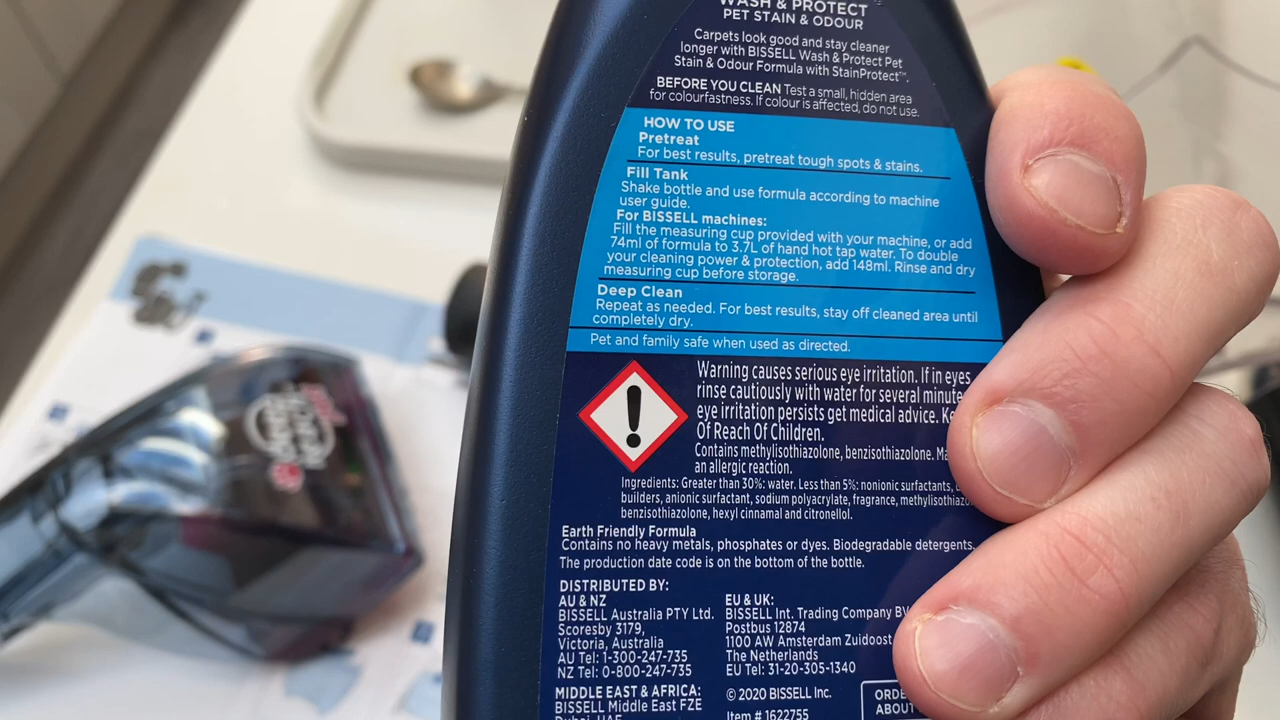 WASH & PROTECT
PET STAIN & ODOUR
Carpets look good and stay cleaner
longer with BISSELL Wash & Protect Pet
Stain & Odour Formula with StainProtect™.
BEFORE YOU CLEAN Test a small, hidden area
for colourfastness. If colour is affected, do not use.
HOW TO USE
Pretreat
For best results, pretreat tough spots & stains.
Fill Tank
Shake bottle and use formula according to machine
user guide.
For BISSELL machines:
Fill the measuring cup provided with your machine, or add
74ml of formula to 3.7L of hand hot tap water. To double
your cleaning power & protection, add 148ml. Rinse and dry
measuring cup before storage.
Deep Clean
Repeat as needed. For best results, stay off cleaned area until
completely dry.
Pet and family safe when used as directed.
Warning causes serious eye irritation. If in eyes
rinse cautiously with water for several
eye irritation persists get medical advice.
Of Reach Of Children.
Contains methylisothiazolone, benzisothiazolone.
an allergic reaction.
Ingredients: Greater than 30%: water. Less than 5%: nonionic surfactants,
builders, anionic surfactant, sodium polyacrylate, fragrance,
benzisothiazolone, hexyl cinnamal and citronellol.
Earth Friendly Formula
Contains no heavy metals, phosphates or dyes. Biodegradable detergents.
The production date code is on the bottom of the bottle.
DISTRIBUTED BY:
AU & NZ
BISSELL Australia PTY Ltd.
Scoresby 3179,
Victoria, Australia
AU Tel: 1-300-247-735
NZ Tel: 0-800-247-735
EU & UK:
BISSELL Int. Trading Company BV
Postbus 12874
1100 AW Amsterdam Zuidoost
The Netherlands
EU Tel: 31-20-305-1340
MIDDLE EAST & AFRICA:
BISSELL Middle East FZE
Dubai, UAE
© 2020 BISSELL Inc.
Item # 1622755
ABOUT